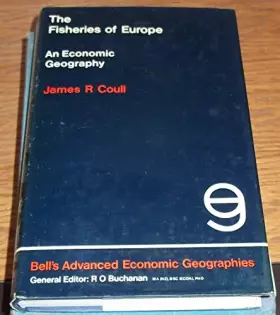 The
Fisheries of Europe
An Economic
Geography
James R Coull
Bell's Advanced Economic Geographies
General Editor: R O Buchanan